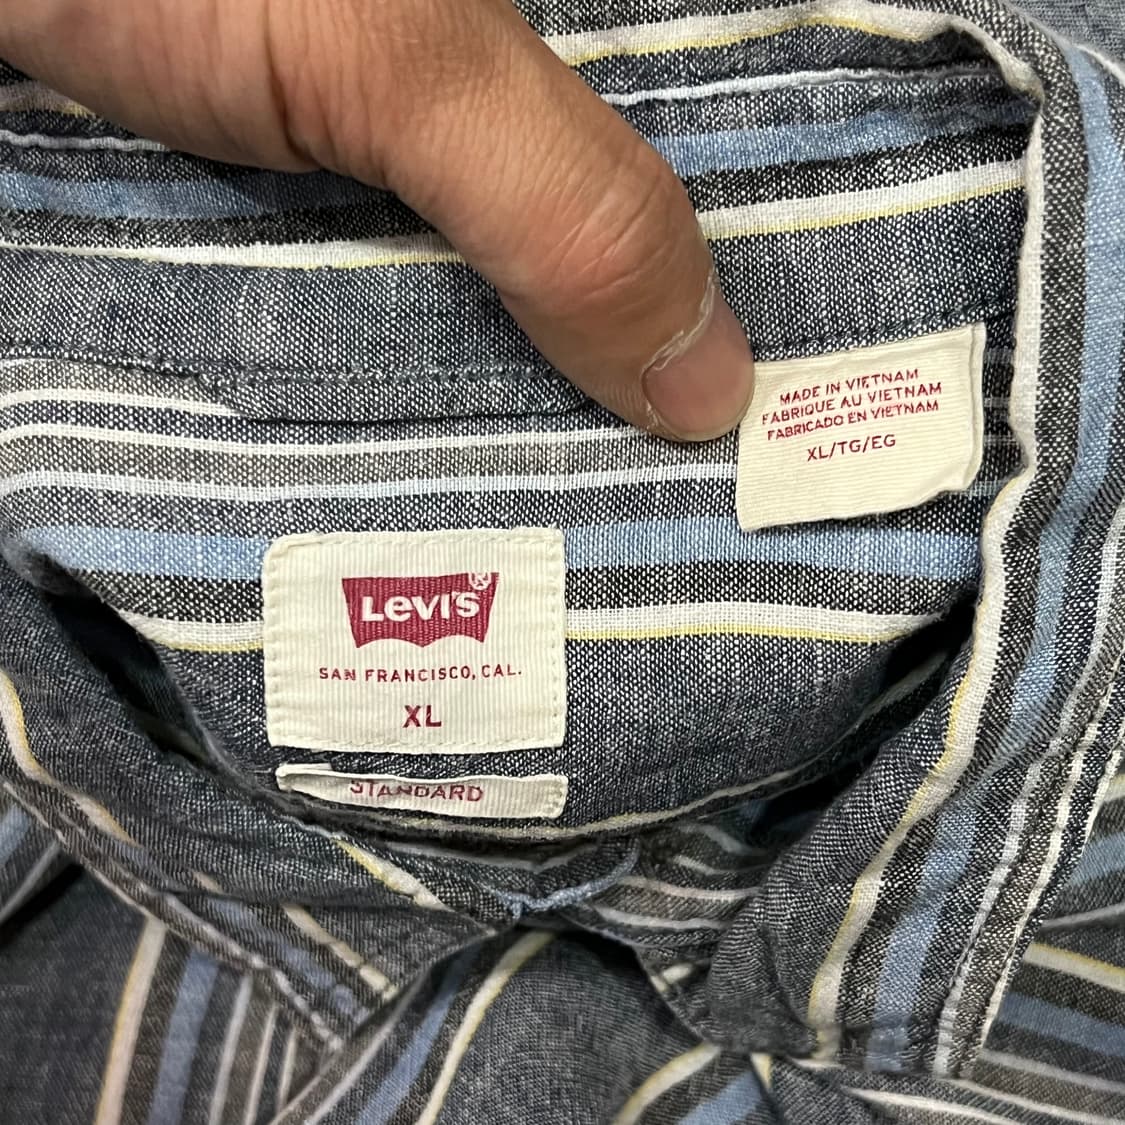 MADE IN VIETNAM
FABRIQUE AU VIETNAM
FABRICADO EN VIETNAM
XL/TG/EG
LEVI'S®
SAN FRANCISCO, CAL.
XL
STANDARD